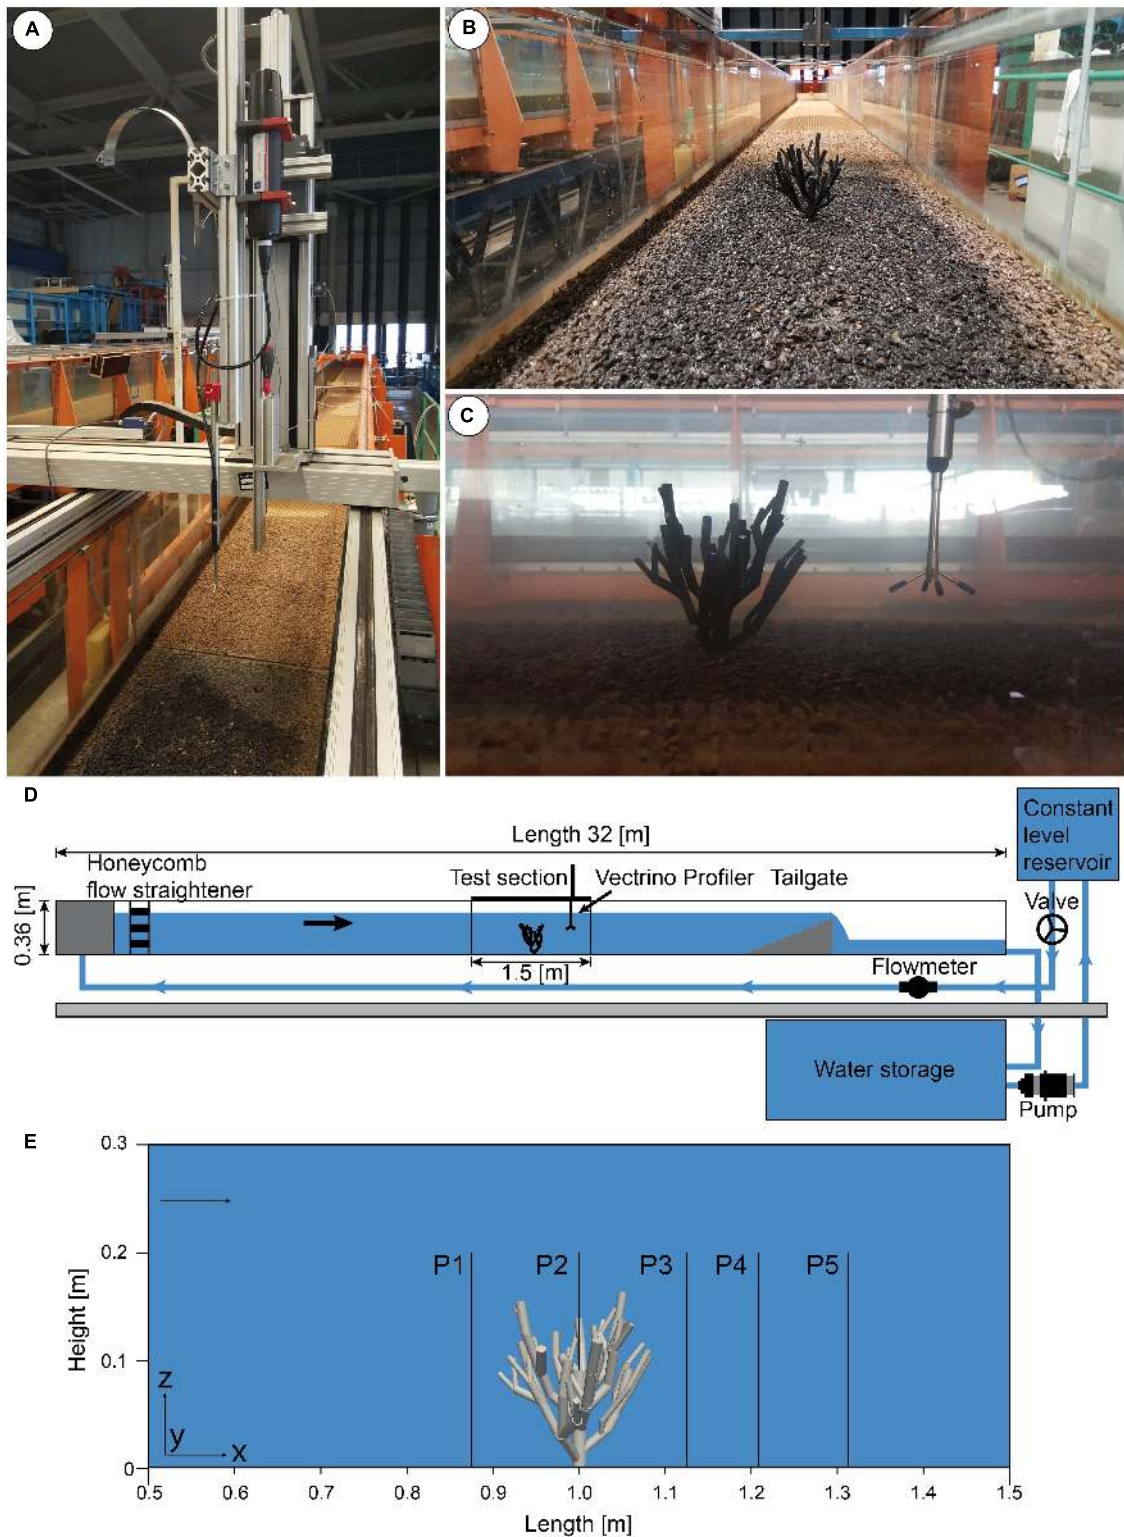 A
B
C
D
Length 32 [m]
Constant
level
reservoir
Honeycomb
flow straightener
Test section
Vectrino Profiler
Tailgate
Valve
0.36 [m]
1.5 [m]
Flowmeter
Water storage
Pump
E
0.3
0.2
0.1
0
Height [m]
P1
P2
P3
P4
P5
z
y
x
0.5
0.6
0.7
0.8
0.9
1.0
1.1
1.2
1.3
1.4
1.5
Length [m]